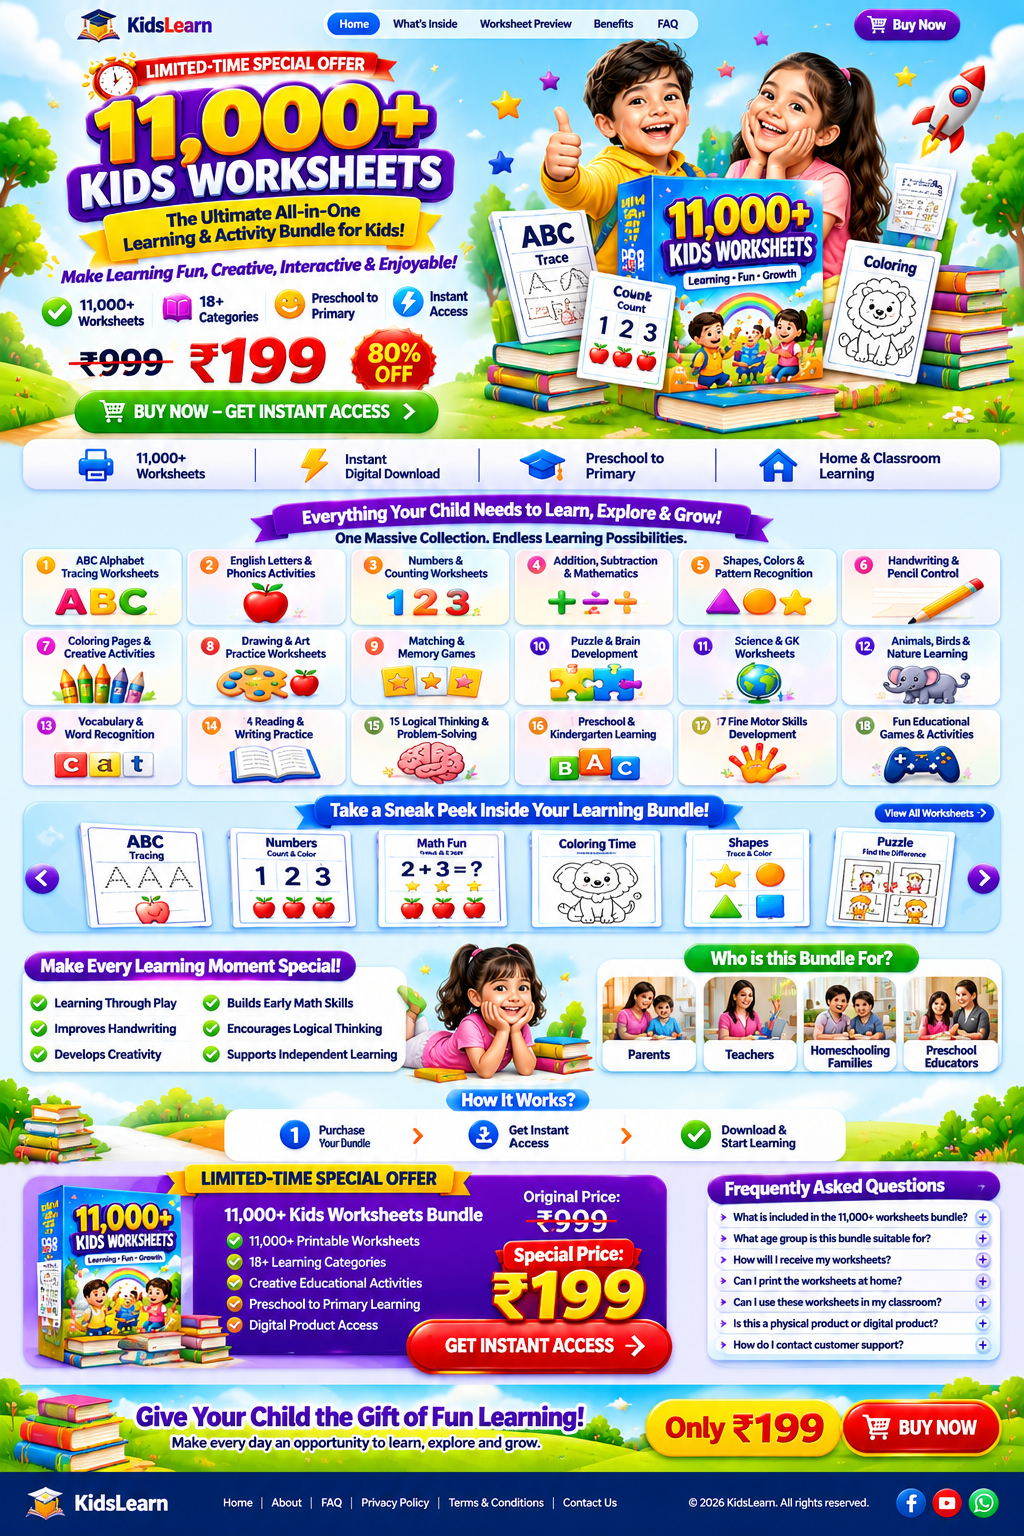 KidsLearn
Home
What's Inside
Worksheet Preview
Benefits
FAQ
Buy Now
LIMITED-TIME SPECIAL OFFER
11,000+
KIDS WORKSHEETS
The Ultimate All-in-One
Learning & Activity Bundle for Kids!
Make Learning Fun, Creative, Interactive & Enjoyable!
11,000+
Worksheets
18+
Categories
Preschool to
Primary
Instant
Access
₹999
₹199
80%
OFF
BUY NOW – GET INSTANT ACCESS
ABC
Trace
Count
Count
1 2 3
11,000+
KIDS WORKSHEETS
Learning • Fun • Growth
Coloring
11,000+
Worksheets
Instant
Digital Download
Preschool to
Primary
Home & Classroom
Learning
Everything Your Child Needs to Learn, Explore & Grow!
One Massive Collection. Endless Learning Possibilities.
1
ABC Alphabet
Tracing Worksheets
ABC
2
English Letters &
Phonics Activities
3
Numbers &
Counting Worksheets
123
4
Addition, Subtraction
& Mathematics
+ ÷ +
5
Shapes, Colors &
Pattern Recognition
6
Handwriting &
Pencil Control
7
Coloring Pages &
Creative Activities
8
Drawing & Art
Practice Worksheets
9
Matching &
Memory Games
10.
Puzzle & Brain
Development
11.
Science & GK
Worksheets
12.
Animals, Birds &
Nature Learning
13
Vocabulary &
Word Recognition
c a t
14
4 Reading &
Writing Practice
15
15 Logical Thinking &
Problem-Solving
16
Preschool &
Kindergarten Learning
B A C
17
17 Fine Motor Skills
Development
18
Fun Educational
Games & Activities
Take a Sneak Peek Inside Your Learning Bundle!
View All Worksheets →
ABC
Tracing
A A A
Numbers
Count & Color
1 2 3
Math Fun
2 + 3 = ?
Coloring Time
Shapes
Trace & Color
Puzzle
Find the Difference
Make Every Learning Moment Special!
Learning Through Play
Improves Handwriting
Develops Creativity
Builds Early Math Skills
Encourages Logical Thinking
Supports Independent Learning
Who is this Bundle For?
Parents
Teachers
Homeschooling
Families
Preschool
Educators
How It Works?
1
Purchase
Your Dundle
Get Instant
Access
Download &
Start Learning
LIMITED-TIME SPECIAL OFFER
11,000+
KIDS WORKSHEETS
Learning • Fun • Growth
11,000+ Kids Worksheets Bundle
11,000+ Printable Worksheets
18+ Learning Categories
Creative Educational Activities
Preschool to Primary Learning
Digital Product Access
Original Price:
₹999
Special Price:
₹199
GET INSTANT ACCESS →
Frequently Asked Questions
What is included in the 11,000+ worksheets bundle?
What age group is this bundle suitable for?
How will I receive my worksheets?
Can I print the worksheets at home?
Can I use these worksheets in my classroom?
Is this a physical product or digital product?
How do I contact customer support?
Give Your Child the Gift of Fun Learning!
Make every day an opportunity to learn, explore and grow.
Only ₹199
BUY NOW
KidsLearn
Home | About | FAQ | Privacy Policy | Terms & Conditions | Contact Us
© 2026 KidsLearn. All rights reserved.